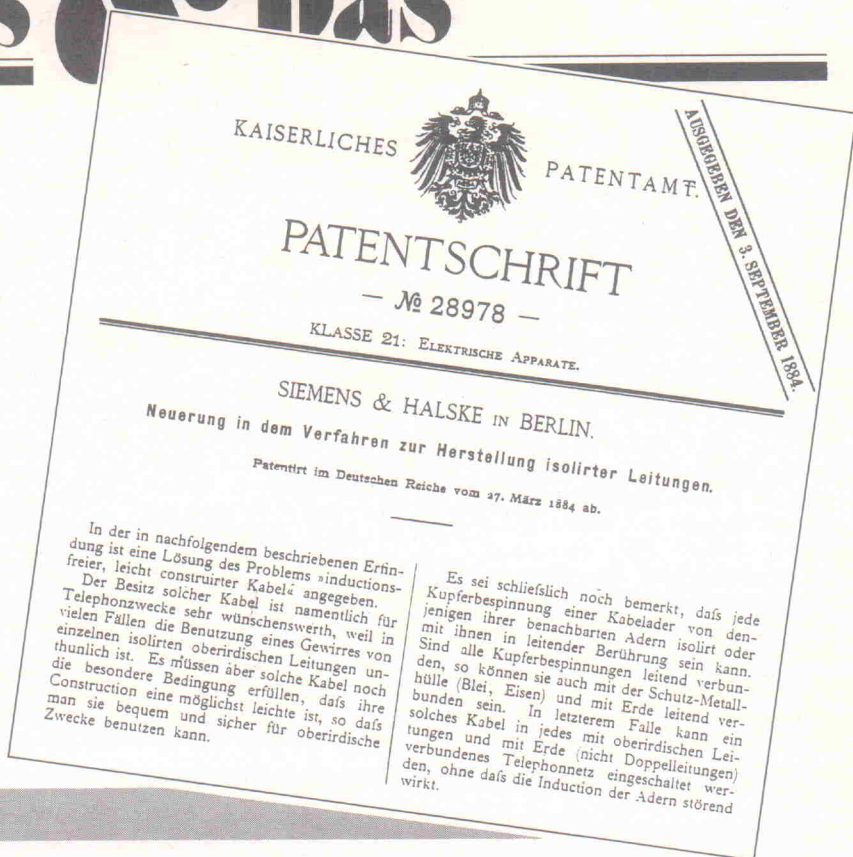 KAISERLICHES PATENTAMT.
AUSGEGEBEN DEN 3. SEPTEMBER 1884.
PATENTSCHRIFT
— № 28978 —
KLASSE 21: ELEKTRISCHE APPARATE.
SIEMENS & HALSKE IN BERLIN.
Neuerung in dem Verfahren zur Herstellung isolirter Leitungen.
Patentirt im Deutschen Reiche vom 27. März 1884 ab.
In der in nachfolgendem beschriebenen Erfin-
dung ist eine Lösung des Problems »inductions-
freier, leicht construirter Kabel« angegeben.
Der Besitz solcher Kabel ist namentlich für
Telephonzwecke sehr wünschenswerth, weil in
vielen Fällen die Benutzung eines Gewirres von
einzelnen isolirten oberirdischen Leitungen un-
thunlich ist. Es müssen aber solche Kabel noch
die besondere Bedingung erfüllen, dafs ihre
Construction eine möglichst leichte ist, so dafs
man sie bequem und sicher für oberirdische
Zwecke benutzen kann.
Es sei schliefslich noch bemerkt, dafs jede
Kupferbespinnung einer Kabelader von den-
jenigen ihrer benachbarten Adern isolirt oder
mit ihnen in leitender Berührung sein kann.
Sind alle Kupferbespinnungen leitend verbun-
den, so können sie auch mit der Schutz-Metall-
hülle (Blei, Eisen) und mit Erde leitend ver-
bunden sein. In letzterem Falle kann ein
solches Kabel in jedes mit oberirdischen Lei-
tungen und mit Erde (nicht Doppelleitungen)
verbundenes Telephonnetz eingeschaltet wer-
den, ohne dafs die Induction der Adern störend
wirkt.